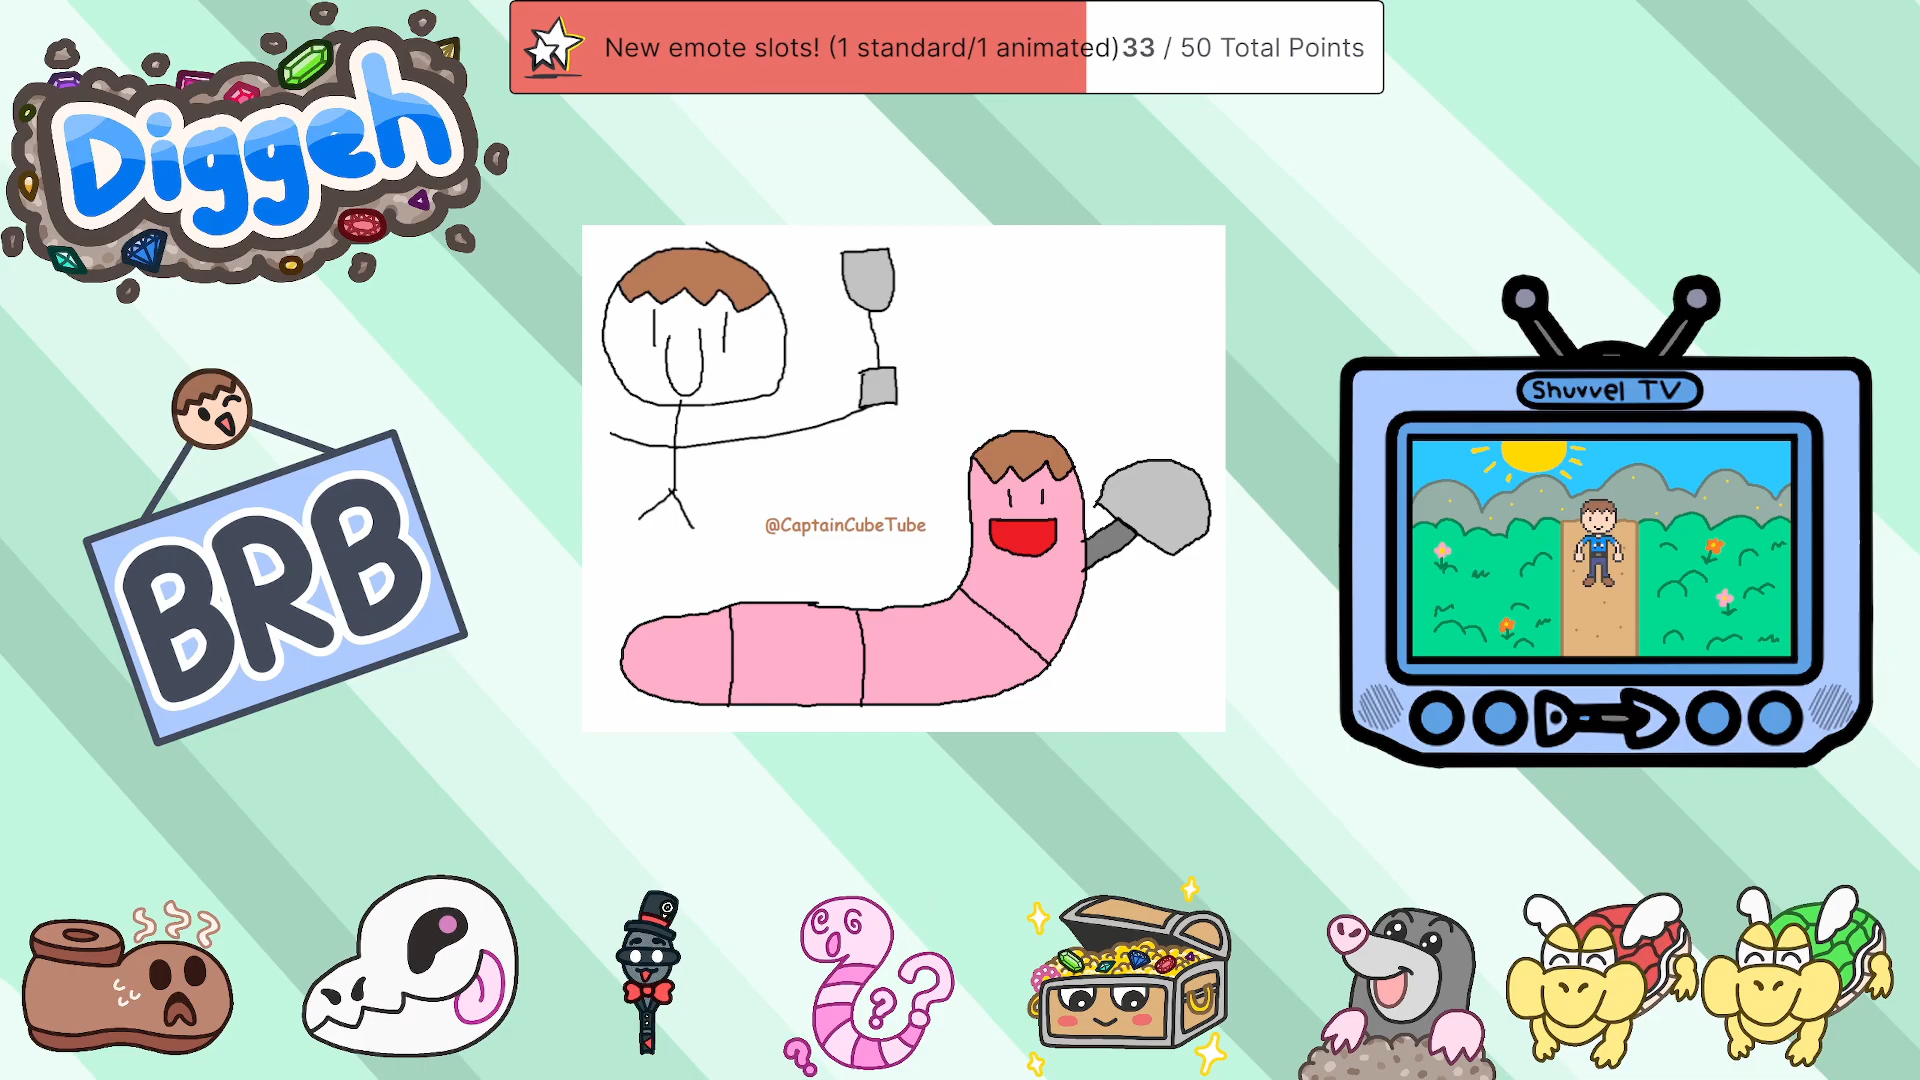 New emote slots! (1 standard/1 animated)33 / 50 Total Points
Diggeh
Shuvvel TV
BRB
@CaptainCubeTube